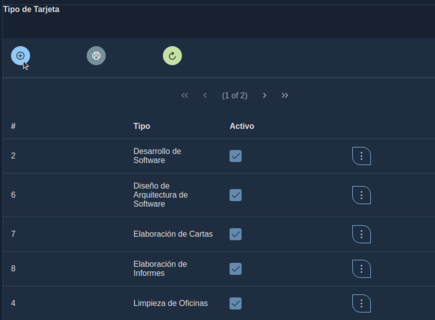 Tipo de Tarjeta
(1 of 2)
# Tipo Activo
2 Desarrollo de
Software
Diseño de
6 Arquitectura de
Software
7 Elaboración de Cartas
8 Elaboración de
Informes
4 Limpieza de Oficinas